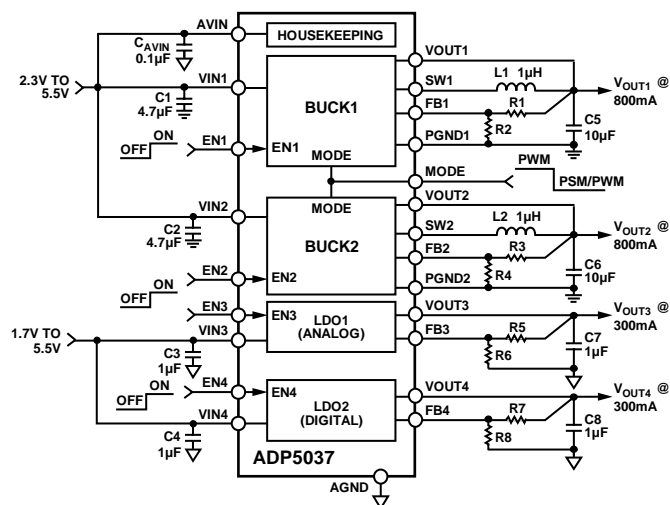 AVIN
HOUSEKEEPING
CAVIN
0.1µF
2.3V TO
5.5V
VIN1
C1
4.7µF
ON
OFF
EN1
EN1
BUCK1
MODE
VOUT1
SW1
L1 1µH
FB1
R1
R2
PGND1
VOUT1 @
800mA
C5
10µF
MODE
PWM
PSM/PWM
VIN2
C2
4.7µF
MODE
BUCK2
VOUT2
SW2
L2 1µH
FB2
R3
R4
PGND2
VOUT2 @
800mA
C6
10µF
EN2
EN2
ON
OFF
EN3
EN3
LDO1
(ANALOG)
1.7V TO
5.5V
VIN3
C3
1µF
VOUT3
FB3
R5
R6
VOUT3 @
300mA
C7
1µF
ON
OFF
EN4
EN4
LDO2
(DIGITAL)
VIN4
C4
1µF
VOUT4
FB4
R7
R8
VOUT4 @
300mA
C8
1µF
ADP5037
AGND